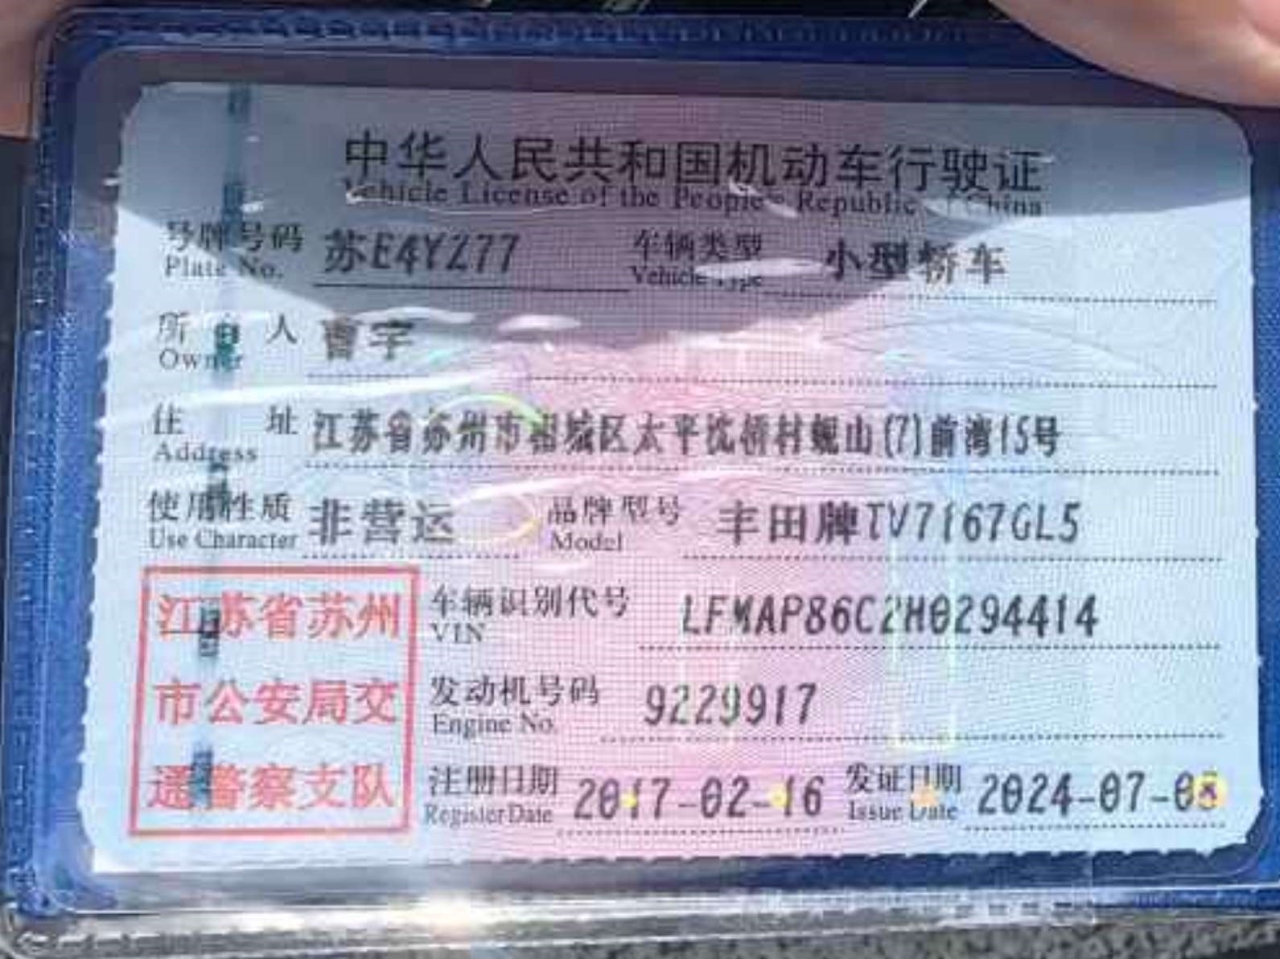 中华人民共和国机动车行驶证
Vehicle License of the People's Republic of China
号牌号码 苏E4YZ77 车辆类型 小型轿车
Plate No. Vehicle Type
所有人 曹宇
Owner
住址 江苏省苏州市相城区太平沈桥村蚬山(7)前湾15号
Address
使用性质 非营运 品牌型号 丰田牌TV7167GL5
Use Character Model
江苏省苏州
市公安局交
通警察支队
车辆识别代号 LFMAP86C2H0294414
VIN
发动机号码 9229917
Engine No.
注册日期 2017-02-16 发证日期 2024-07-0
Register Date Issue Date